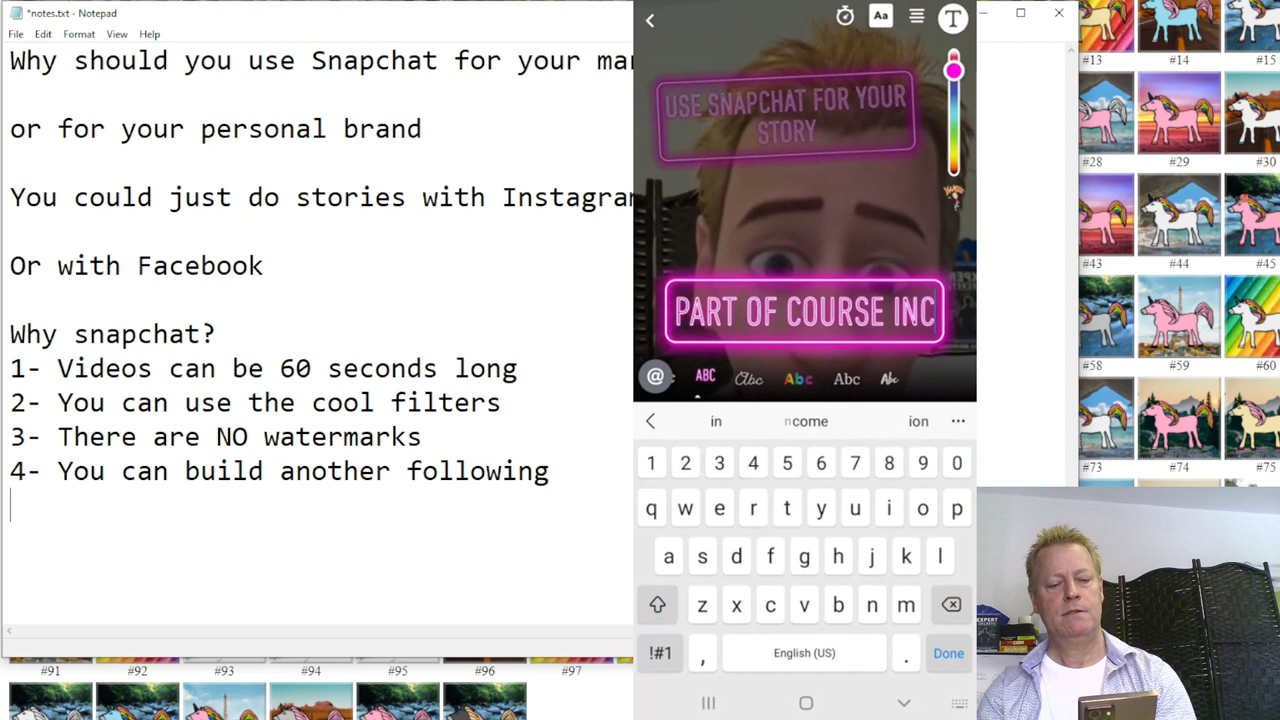 *notes.txt - Notepad
File Edit Format View Help
Why should you use Snapchat for your
or for your personal brand
You could just do stories with Instagram
Or with Facebook
Why snapchat?
1- Videos can be 60 seconds long
2- You can use the cool filters
3- There are NO watermarks
4- You can build another following
Aa T
USE SNAPCHAT FOR YOUR
STORY
PART OF COURSE INC
@ ABC Abc Abc Abc Abc
in ncome ion
1 2 3 4 5 6 7 8 9 0
q w e r t y u i o p
a s d f g h j k l
z x c v b n m
!#1 , English (US) . Done
#13 #14 #15
#28 #29 #30
#43 #44 #45
#58 #59 #60
#73 #74 #75
#91 #92 #93 #94 #95 #96 #97
EXPERT
SECRETS